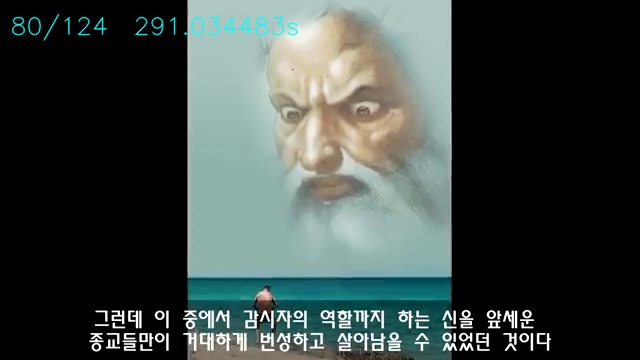 80/124 291.034483s
그런데 이 중에서 감시자의 역할까지 하는 신을 앞세운
종교들만이 거대하게 번성하고 살아남을 수 있었던 것이다